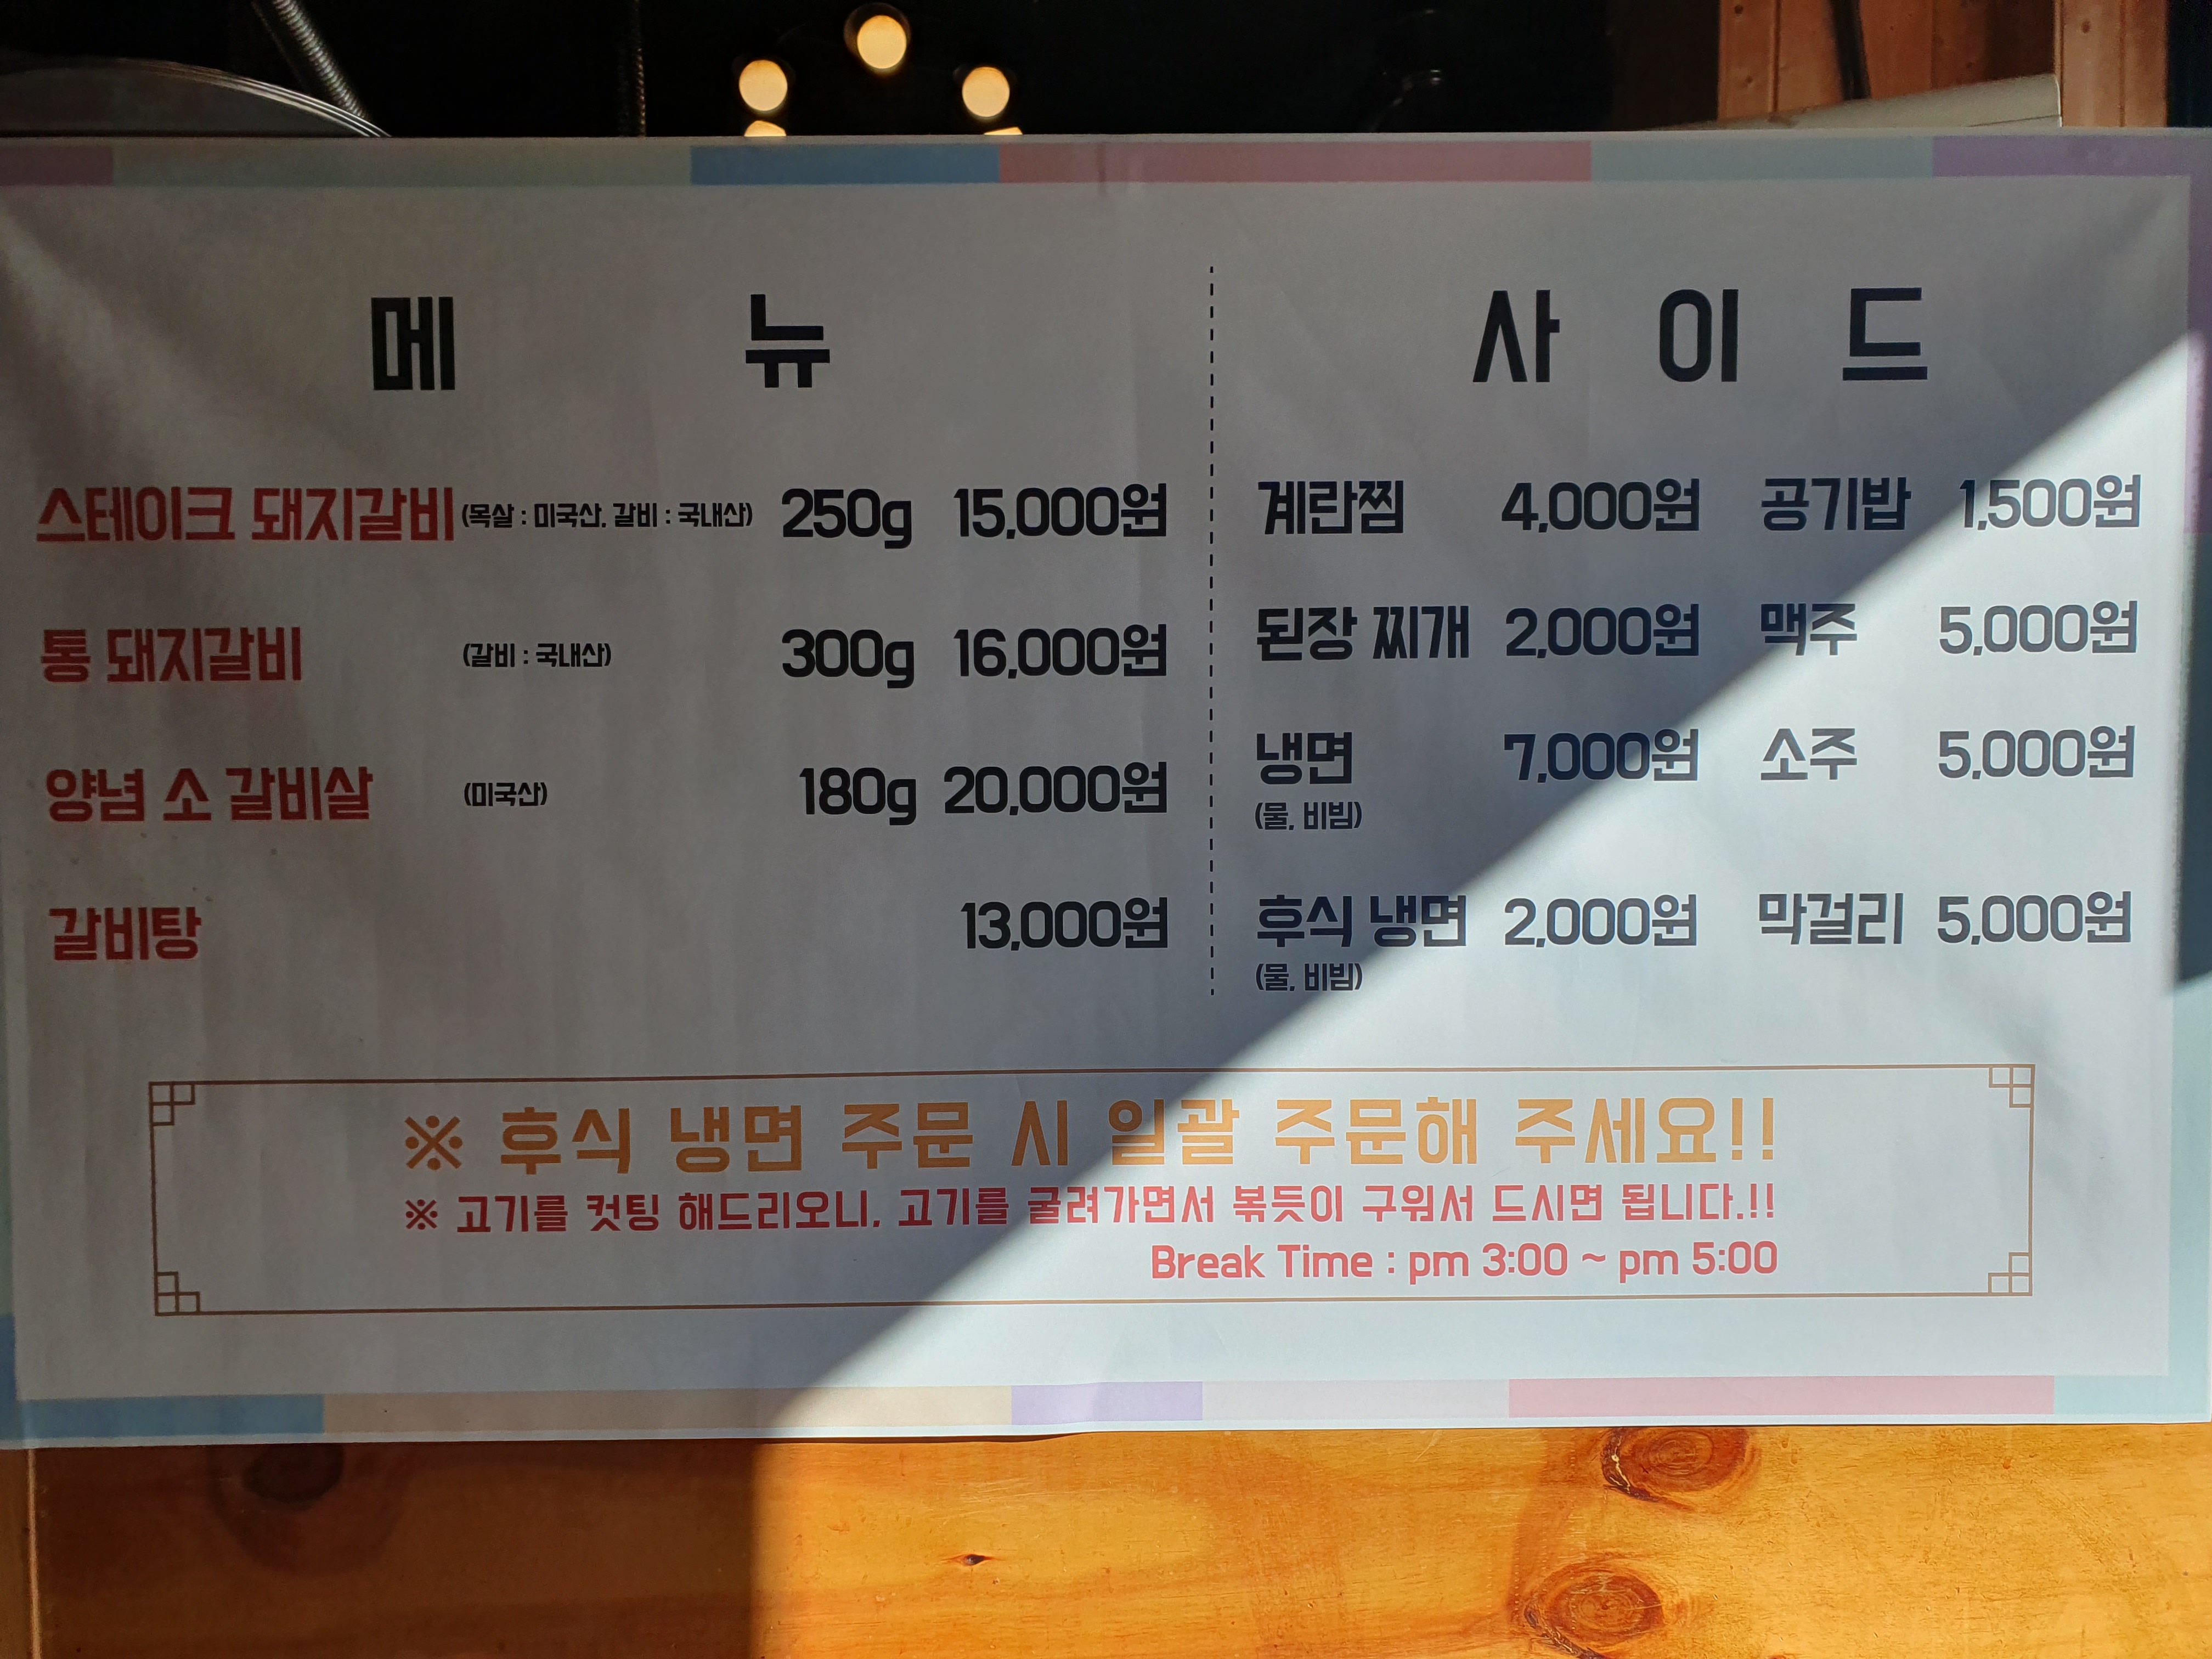 메 뉴
스테이크 돼지갈비 (목살 : 미국산, 갈비 : 국내산) 250g 15,000원
통 돼지갈비 (갈비 : 국내산) 300g 16,000원
양념 소 갈비살 (미국산) 180g 20,000원
갈비탕 13,000원
사 이 드
계란찜 4,000원 공기밥 1,500원
된장 찌개 2,000원 맥주 5,000원
냉면 7,000원 소주 5,000원
(물, 비빔)
후식 냉면 2,000원 막걸리 5,000원
(물, 비빔)
※ 후식 냉면 주문 시 일괄 주문해 주세요!!
※ 고기를 컷팅 해드리오니, 고기를 굴려가면서 볶듯이 구워서 드시면 됩니다.!!
Break Time : pm 3:00 ~ pm 5:00